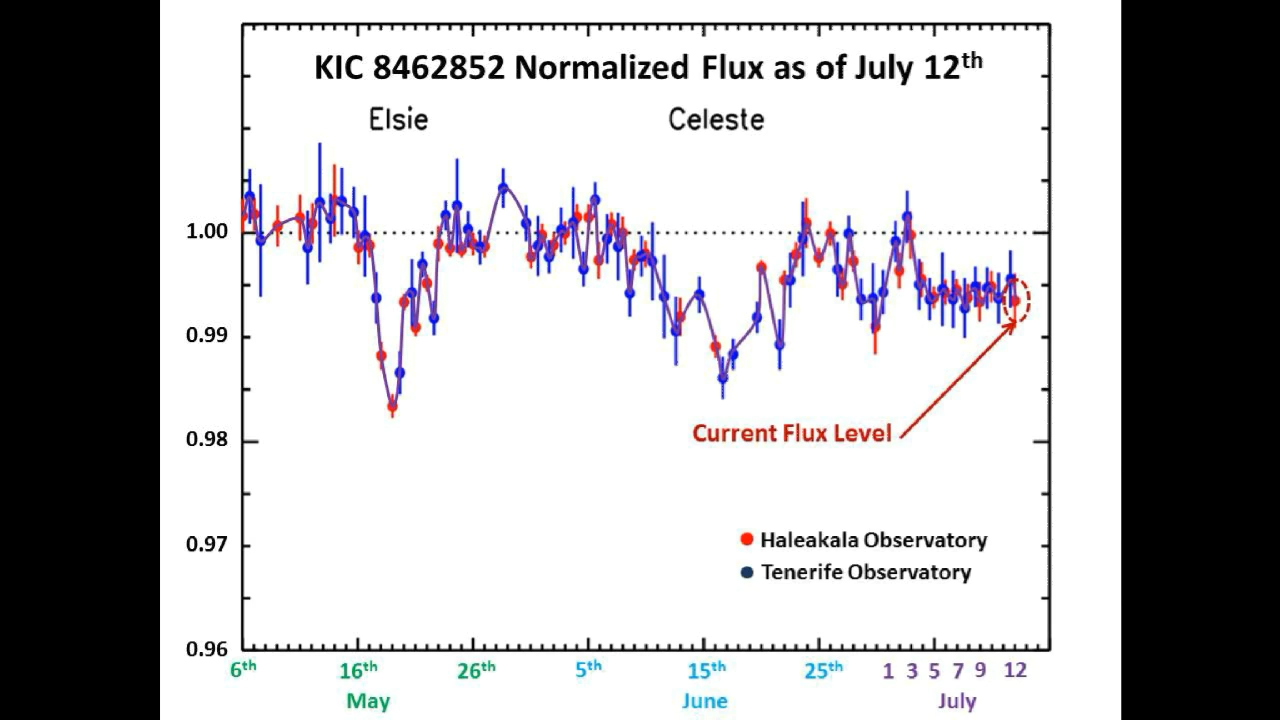 KIC 8462852 Normalized Flux as of July 12th
Elsie Celeste
1.00
0.99
0.98
Current Flux Level
0.97
Haleakala Observatory
Tenerife Observatory
0.96
6th 16th 26th 5th 15th 25th 1 3 5 7 9 12
May June July